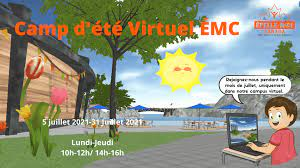 Camp d'été Virtuel ÉMC
Rejoignez-nous pendant le
mois de juillet, uniquement
dans notre campus virtuel.
5 juillet 2021-31 Juillet 2021
Lundi-Jeudi
10h-12h/ 14h-16h